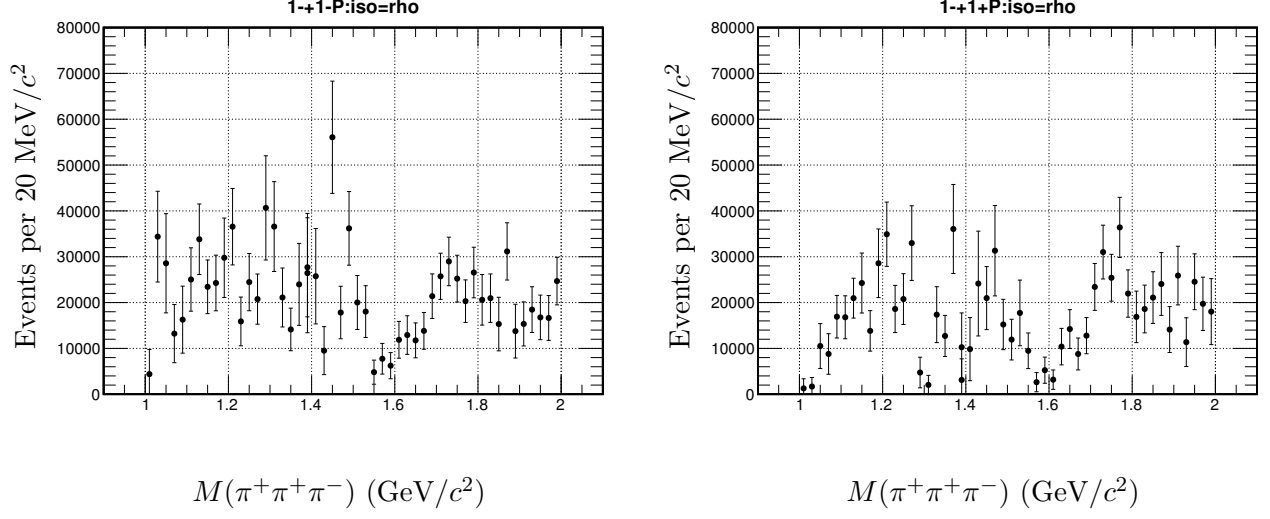 1-+1-P:iso=rho
Events per 20 MeV/c²
80000
70000
60000
50000
40000
30000
20000
10000
0
1 1.2 1.4 1.6 1.8 2
M(π⁺π⁺π⁻) (GeV/c²)
1-+1+P:iso=rho
Events per 20 MeV/c²
80000
70000
60000
50000
40000
30000
20000
10000
0
1 1.2 1.4 1.6 1.8 2
M(π⁺π⁺π⁻) (GeV/c²)